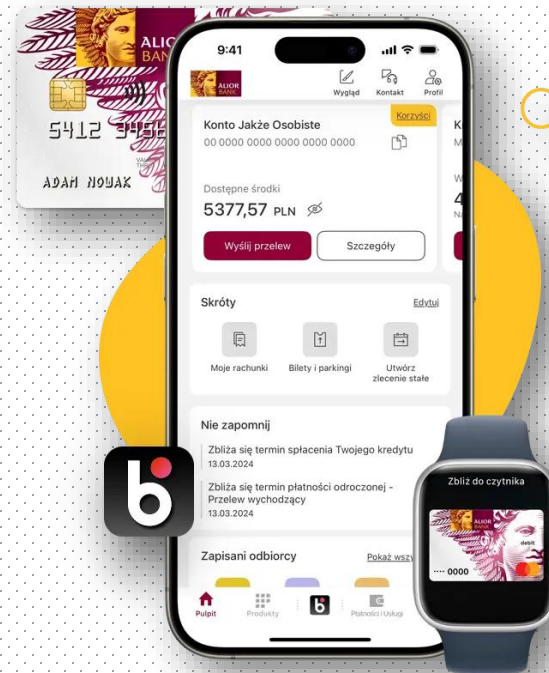 ALIOR
BANK
5412 3456
ADAM NOWAK
9:41
ALIOR
BANK
Wygląd
Kontakt
Profil
Konto Jakże Osobiste
Korzyści
00 0000 0000 0000 0000 0000
Dostępne środki
5377,57 PLN
Wyślij przelew
Szczegóły
Skróty
Edytuj
Moje rachunki
Bilety i parkingi
Utwórz
zlecenie stałe
Nie zapomnij
Zbliża się termin spłacenia Twojego kredytu
13.03.2024
Zbliża się termin płatności odroczonej -
Przelew wychodzący
13.03.2024
Zapisani odbiorcy
Pokaż wszy
Pulpit
Produkty
Płatności i Usługi
b
Zbliż do czytnika
ALIOR
BANK
debit
•••• 0000